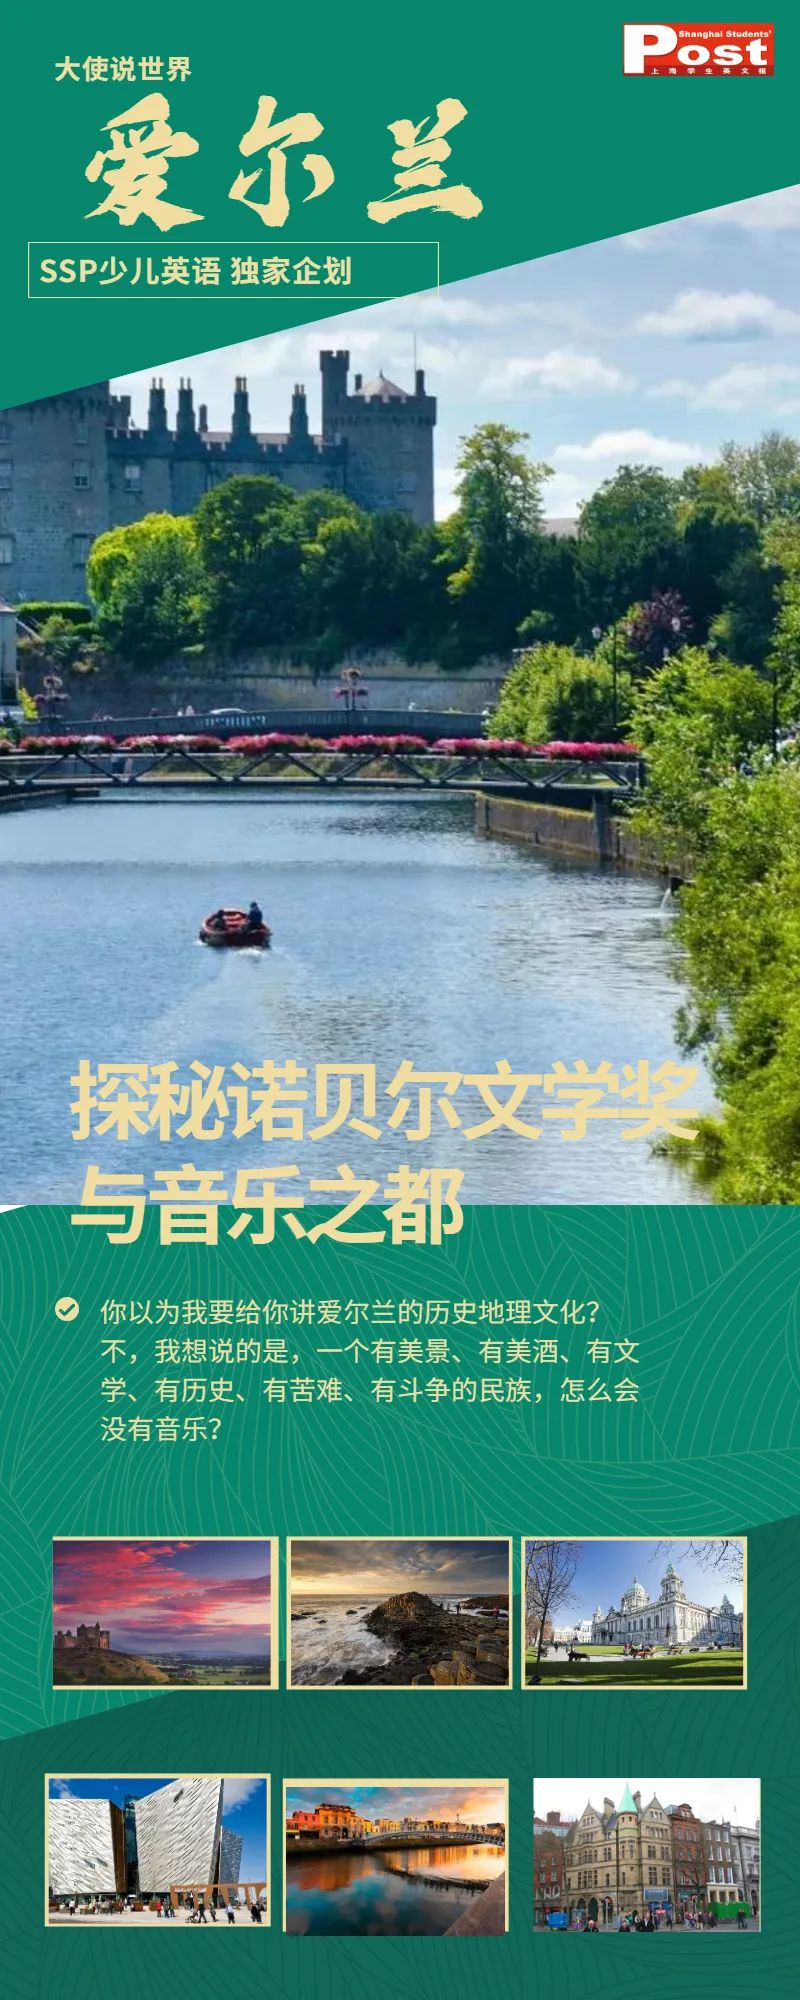 Shanghai Students'
Post
上海学生英文报
大使说世界
爱尔兰
SSP少儿英语 独家企划
探秘诺贝尔文学奖
与音乐之都
你以为我要给你讲爱尔兰的历史地理文化？
不，我想说的是，一个有美景、有美酒、有文
学、有历史、有苦难、有斗争的民族，怎么会
没有音乐？